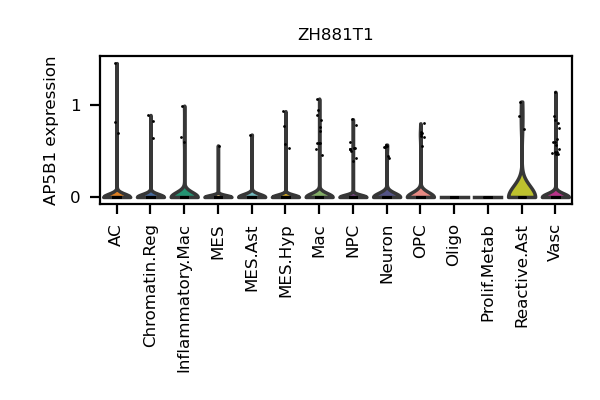 ZH881T1
AP5B1 expression
1
0
AC
Chromatin.Reg
Inflammatory.Mac
MES
MES.Ast
MES.Hyp
Mac
NPC
Neuron
OPC
Oligo
Prolif.Metab
Reactive.Ast
Vasc